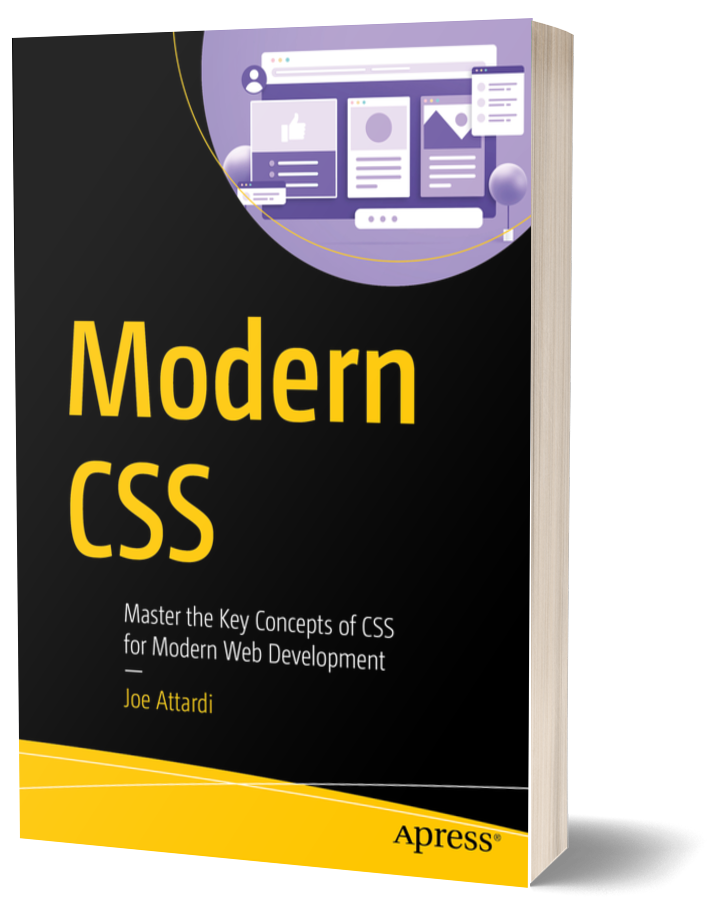 Modern
CSS
Master the Key Concepts of CSS
for Modern Web Development
Joe Attardi
Apress®